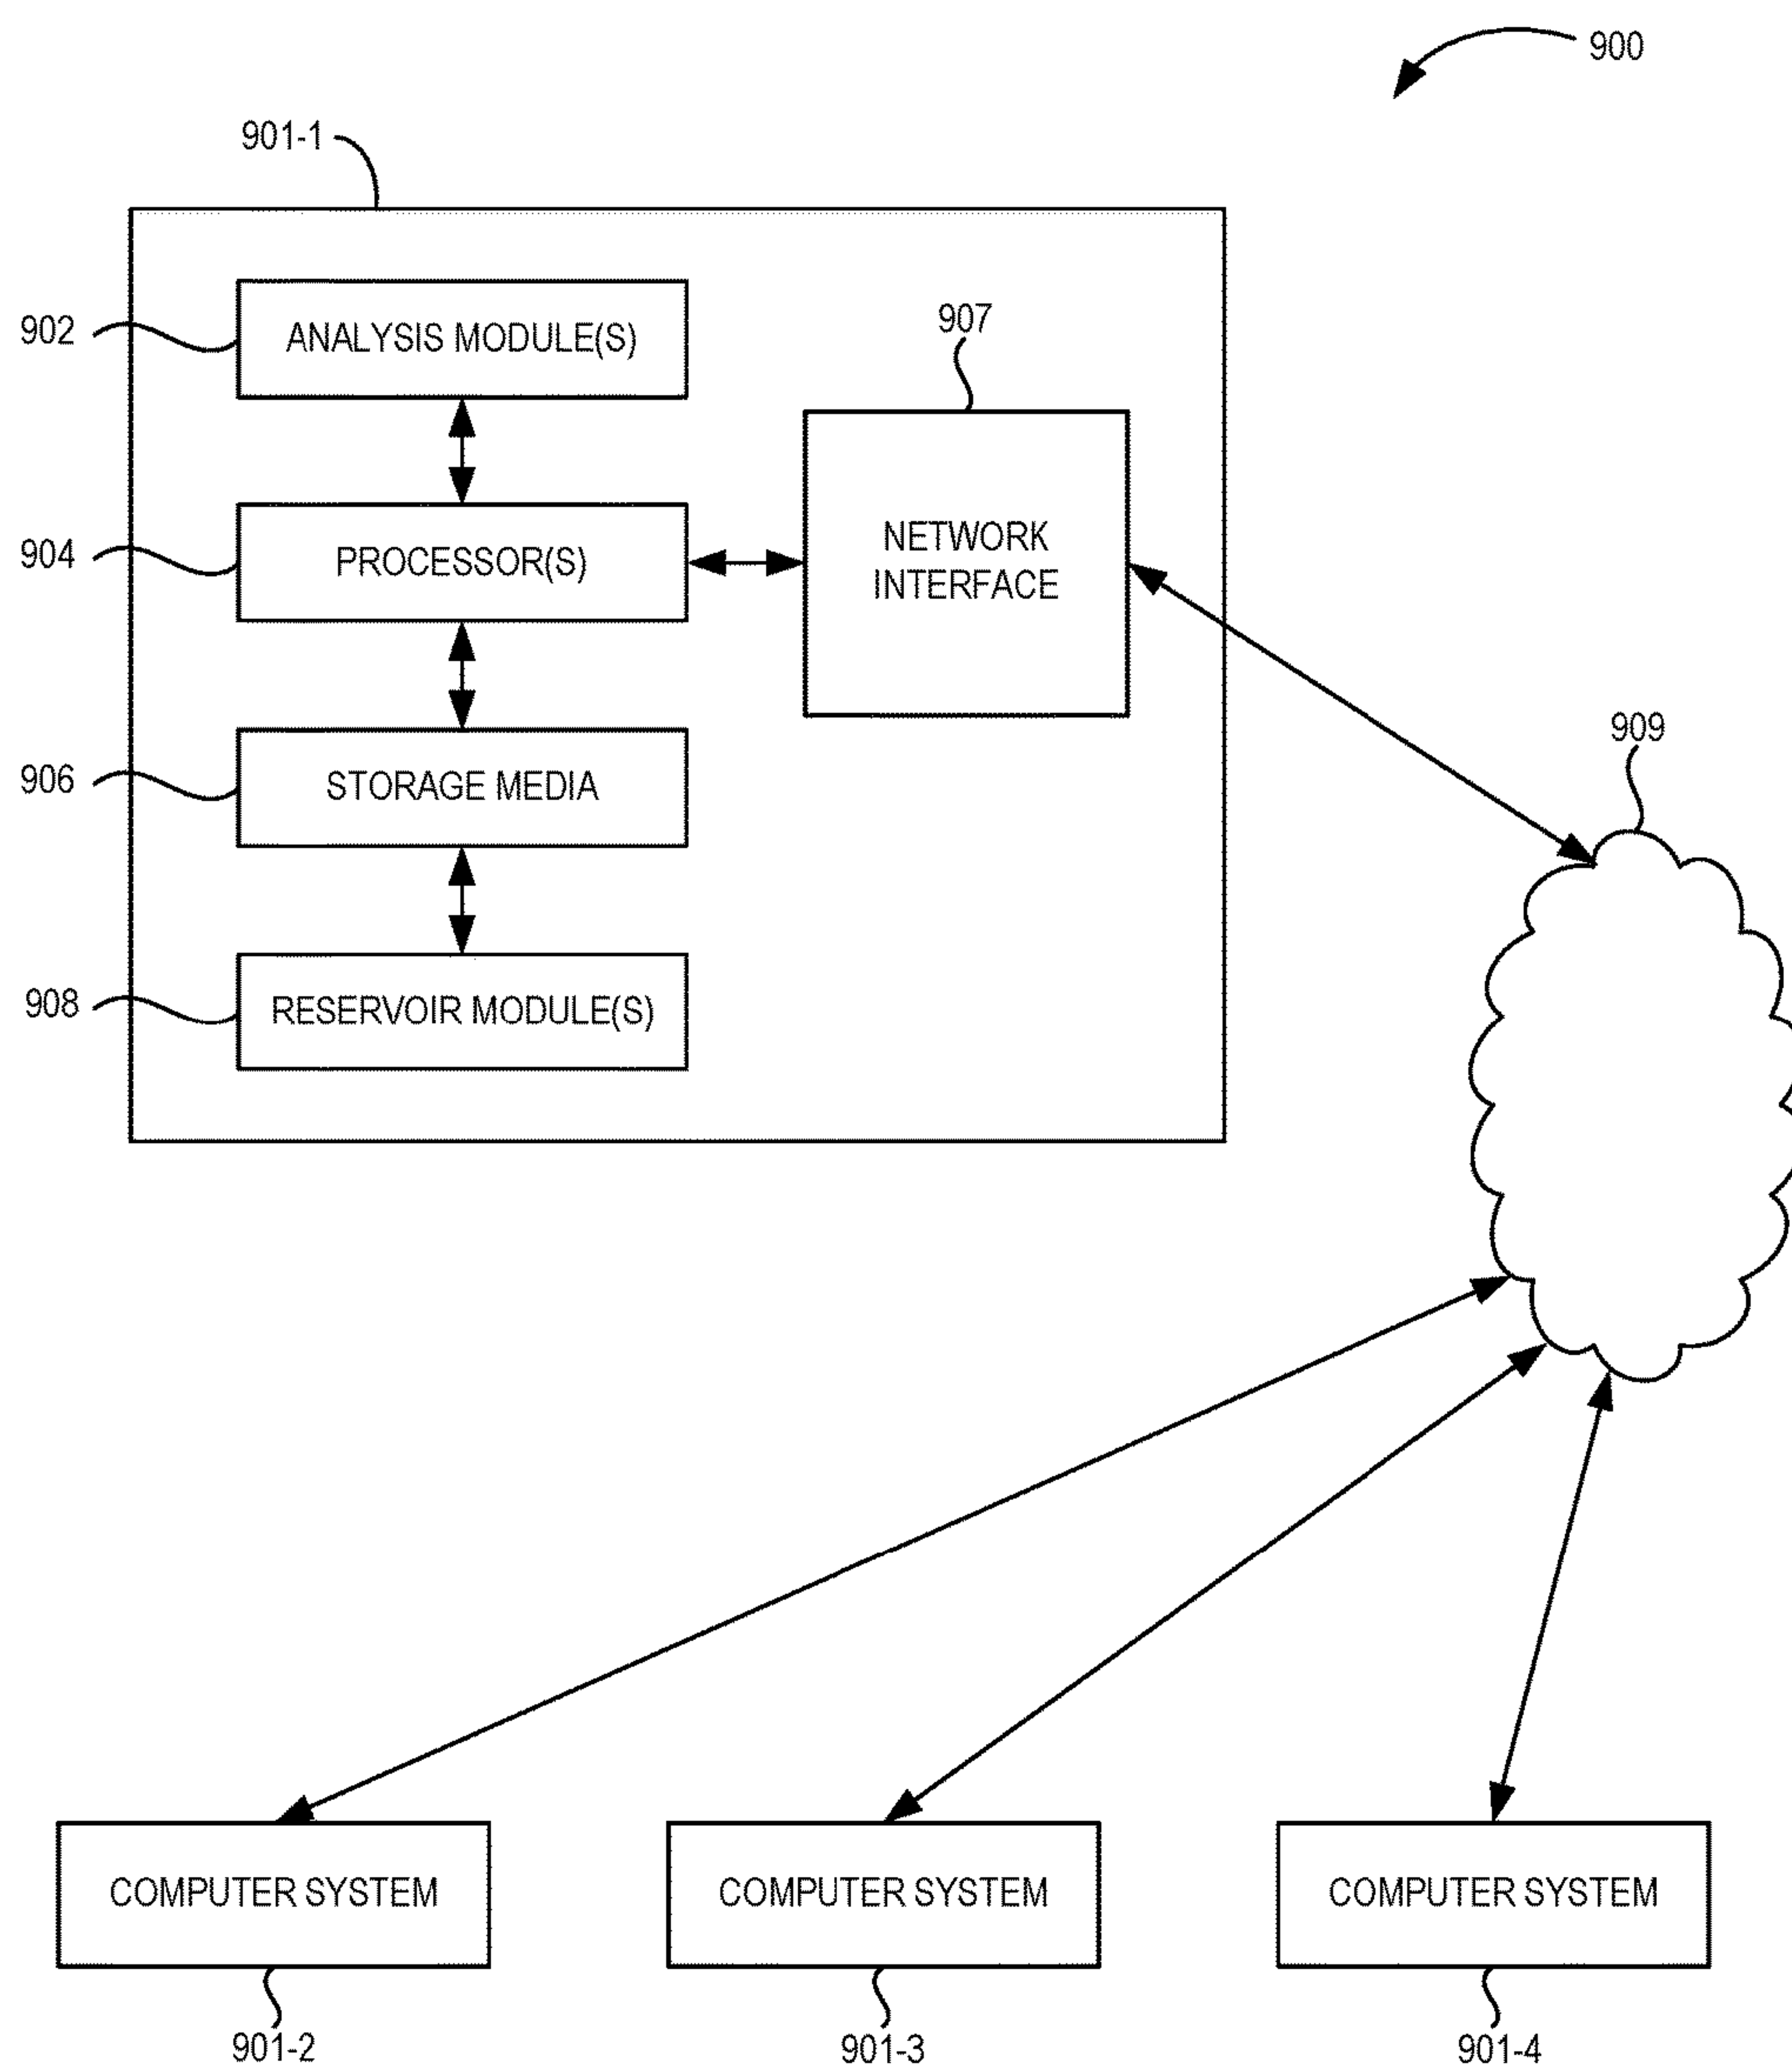 900
901-1
902
ANALYSIS MODULE(S)
907
904
PROCESSOR(S)
NETWORK
INTERFACE
909
906
STORAGE MEDIA
908
RESERVOIR MODULE(S)
COMPUTER SYSTEM
COMPUTER SYSTEM
COMPUTER SYSTEM
901-2
901-3
901-4